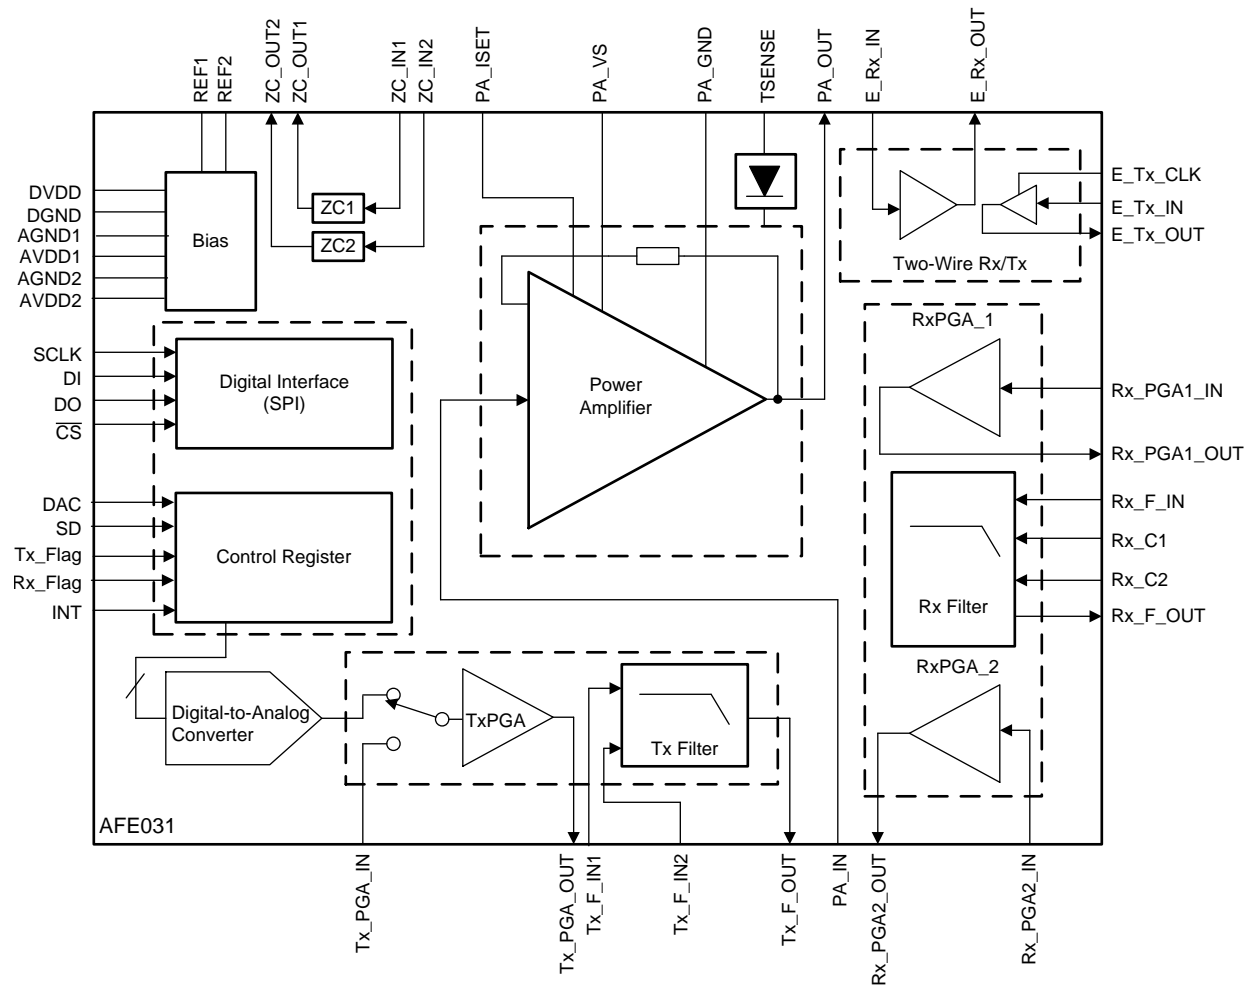 REF1
REF2
ZC_OUT2
ZC_OUT1
ZC_IN1
ZC_IN2
PA_ISET
PA_VS
PA_GND
TSENSE
PA_OUT
E_Rx_IN
E_Rx_OUT
DVDD
DGND
AGND1
AVDD1
AGND2
AVDD2
Bias
ZC1
ZC2
Two-Wire Rx/Tx
E_Tx_CLK
E_Tx_IN
E_Tx_OUT
SCLK
DI
DO
CS
Digital Interface
(SPI)
Power
Amplifier
RxPGA_1
Rx_PGA1_IN
Rx_PGA1_OUT
DAC
SD
Tx_Flag
Rx_Flag
INT
Control Register
Rx Filter
Rx_F_IN
Rx_C1
Rx_C2
Rx_F_OUT
RxPGA_2
Digital-to-Analog
Converter
TxPGA
Tx Filter
AFE031
Tx_PGA_IN
Tx_PGA_OUT
Tx_F_IN1
Tx_F_IN2
Tx_F_OUT
PA_IN
Rx_PGA2_OUT
Rx_PGA2_IN